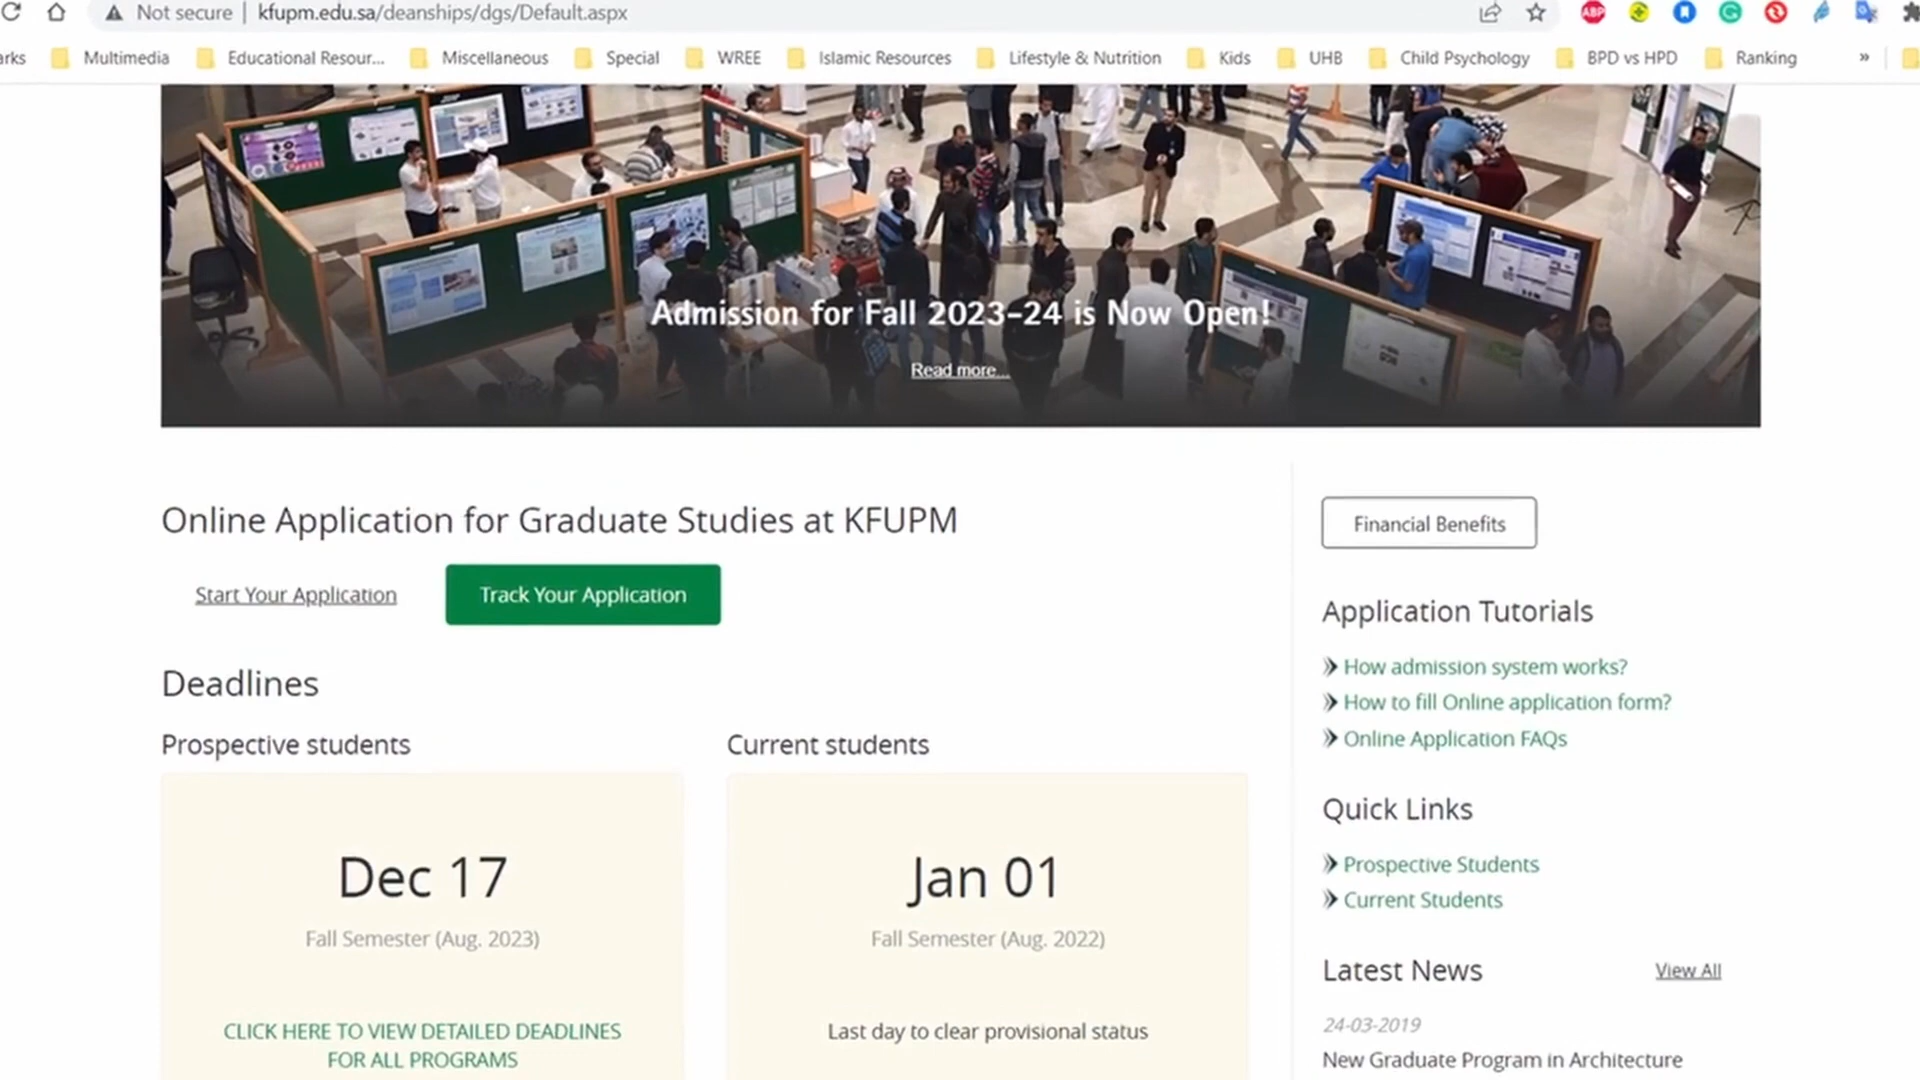 Not secure | kfupm.edu.sa/deanships/dgs/Default.aspx
ABP
arks Multimedia Educational Resour... Miscellaneous Special WREE Islamic Resources Lifestyle & Nutrition Kids UHB Child Psychology BPD vs HPD Ranking »
Admission for Fall 2023-24 is Now Open!
Read more...
Online Application for Graduate Studies at KFUPM
Start Your Application
Track Your Application
Deadlines
Prospective students
Dec 17
Fall Semester (Aug. 2023)
CLICK HERE TO VIEW DETAILED DEADLINES
FOR ALL PROGRAMS
Current students
Jan 01
Fall Semester (Aug. 2022)
Last day to clear provisional status
Financial Benefits
Application Tutorials
How admission system works?
How to fill Online application form?
Online Application FAQs
Quick Links
Prospective Students
Current Students
Latest News
View All
24-03-2019
New Graduate Program in Architecture